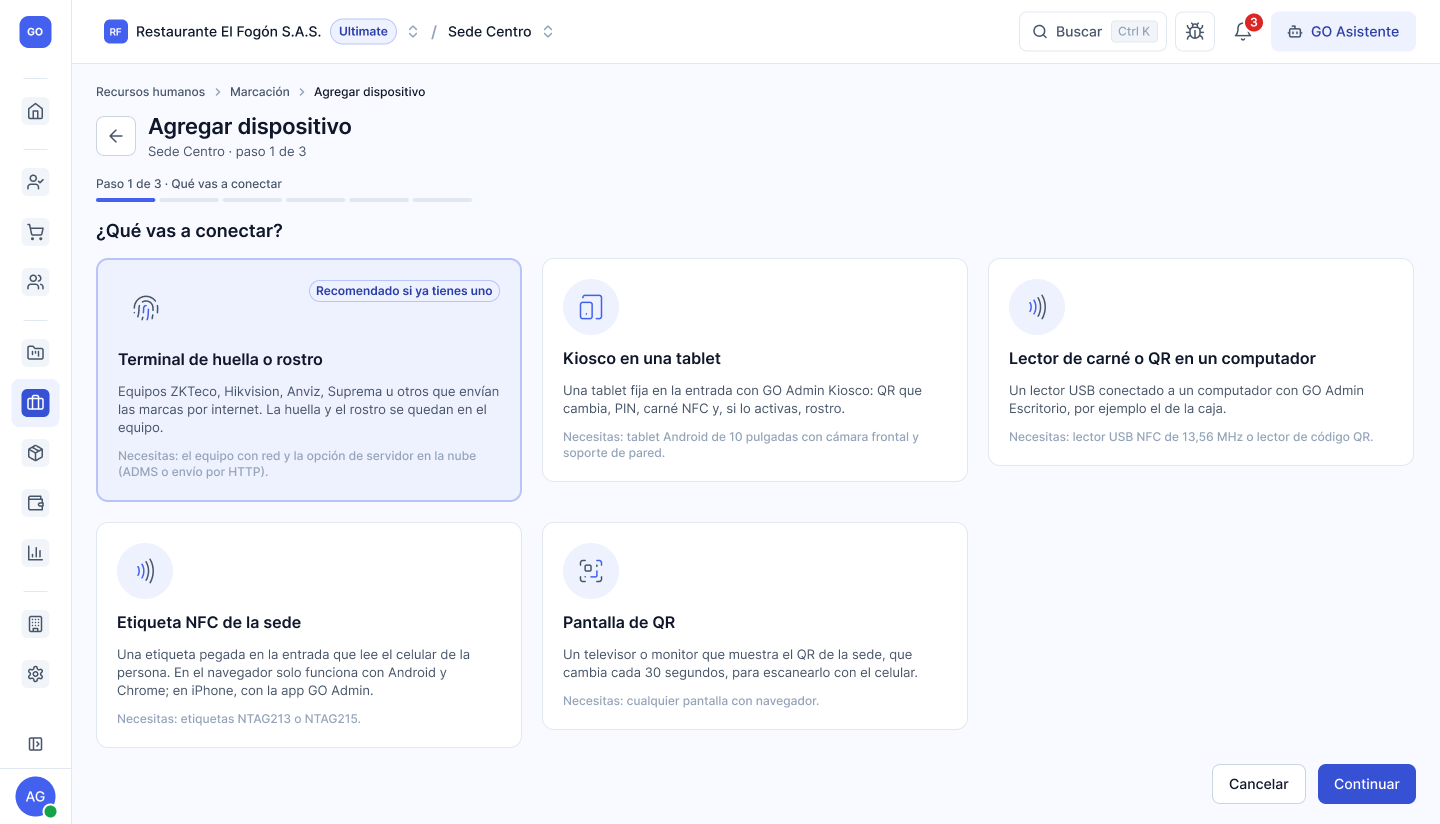 GO
RF Restaurante El Fogón S.A.S. Ultimate / Sede Centro
Buscar Ctrl K
3
GO Asistente
Recursos humanos > Marcación > Agregar dispositivo
Agregar dispositivo
Sede Centro · paso 1 de 3
Paso 1 de 3 · Qué vas a conectar
¿Qué vas a conectar?
Recomendado si ya tienes uno
Terminal de huella o rostro
Equipos ZKTeco, Hikvision, Anviz, Suprema u otros que envían
las marcas por internet. La huella y el rostro se quedan en el
equipo.
Necesitas: el equipo con red y la opción de servidor en la nube
(ADMS o envío por HTTP).
Kiosco en una tablet
Una tablet fija en la entrada con GO Admin Kiosco: QR que
cambia, PIN, carné NFC y, si lo activas, rostro.
Necesitas: tablet Android de 10 pulgadas con cámara frontal y
soporte de pared.
Lector de carné o QR en un computador
Un lector USB conectado a un computador con GO Admin
Escritorio, por ejemplo el de la caja.
Necesitas: lector USB NFC de 13,56 MHz o lector de código QR.
Etiqueta NFC de la sede
Una etiqueta pegada en la entrada que lee el celular de la
persona. En el navegador solo funciona con Android y
Chrome; en iPhone, con la app GO Admin.
Necesitas: etiquetas NTAG213 o NTAG215.
Pantalla de QR
Un televisor o monitor que muestra el QR de la sede, que
cambia cada 30 segundos, para escanearlo con el celular.
Necesitas: cualquier pantalla con navegador.
Cancelar
Continuar
AG